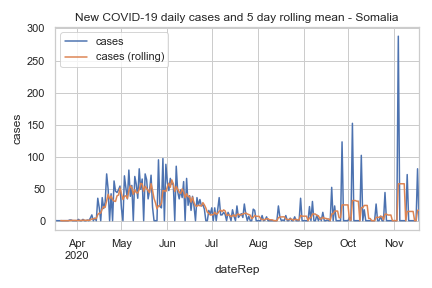 New COVID-19 daily cases and 5 day rolling mean - Somalia
cases
cases (rolling)
300
250
200
150
100
50
0
cases
Apr May Jun Jul Aug Sep Oct Nov
2020
dateRep